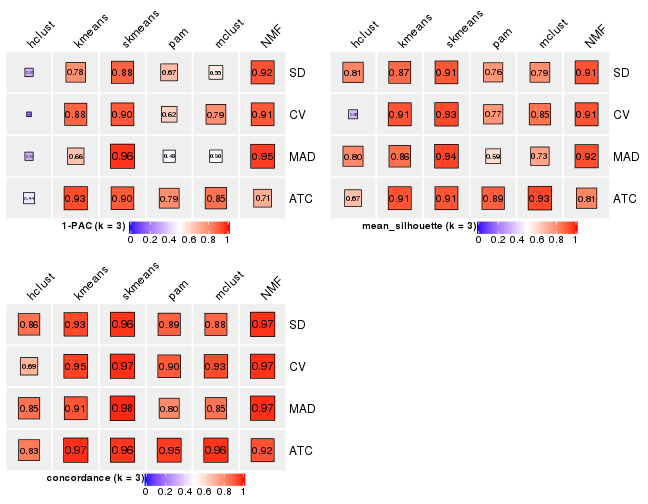 hclust kmeans skmeans pam mclust NMF
0.78 0.88 0.67 0.55 0.92 SD
0.88 0.90 0.62 0.79 0.91 CV
0.66 0.96 0.48 0.50 0.95 MAD
0.44 0.93 0.90 0.79 0.85 0.71 ATC
1-PAC (k = 3)
0 0.2 0.4 0.6 0.8 1
hclust kmeans skmeans pam mclust NMF
0.81 0.87 0.91 0.76 0.79 0.91 SD
0.91 0.93 0.77 0.85 0.91 CV
0.80 0.86 0.94 0.59 0.73 0.92 MAD
0.67 0.91 0.91 0.89 0.93 0.81 ATC
mean_silhouette (k = 3)
0 0.2 0.4 0.6 0.8 1
hclust kmeans skmeans pam mclust NMF
0.86 0.93 0.96 0.89 0.88 0.97 SD
0.69 0.95 0.97 0.90 0.93 0.97 CV
0.85 0.91 0.98 0.80 0.85 0.97 MAD
0.83 0.97 0.96 0.95 0.96 0.92 ATC
concordance (k = 3)
0 0.2 0.4 0.6 0.8 1